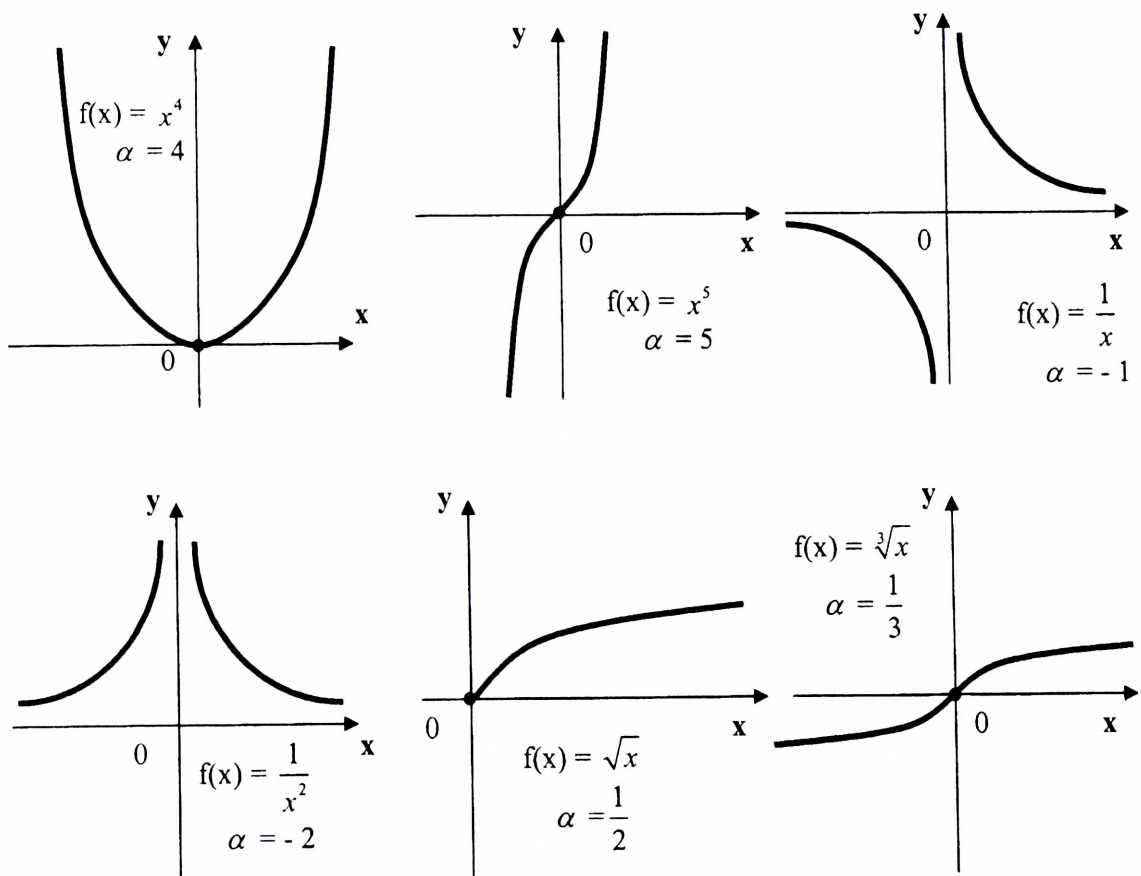 y
f(x) = x⁴
α = 4
x
0
y
0
x
f(x) = x⁵
α = 5
y
0
x
f(x) = 1/x
α = - 1
y
0
x
f(x) = 1/x²
α = - 2
y
0
x
f(x) = √x
α = 1/2
y
f(x) = ∛x
α = 1/3
0
x